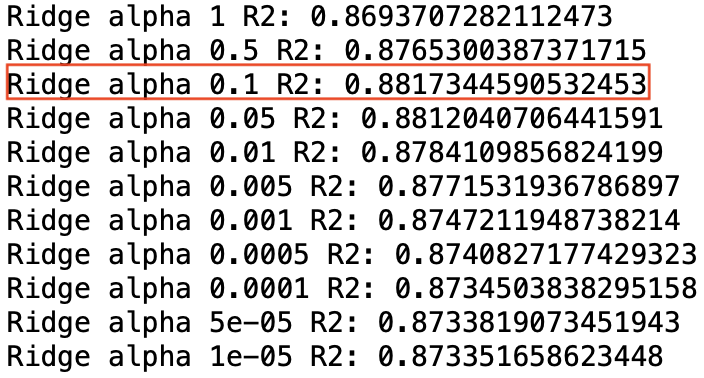 Ridge alpha 1 R2: 0.8693707282112473
Ridge alpha 0.5 R2: 0.8765300387371715
Ridge alpha 0.1 R2: 0.8817344590532453
Ridge alpha 0.05 R2: 0.8812040706441591
Ridge alpha 0.01 R2: 0.8784109856824199
Ridge alpha 0.005 R2: 0.8771531936786897
Ridge alpha 0.001 R2: 0.8747211948738214
Ridge alpha 0.0005 R2: 0.8740827177429323
Ridge alpha 0.0001 R2: 0.8734503838295158
Ridge alpha 5e-05 R2: 0.8733819073451943
Ridge alpha 1e-05 R2: 0.873351658623448